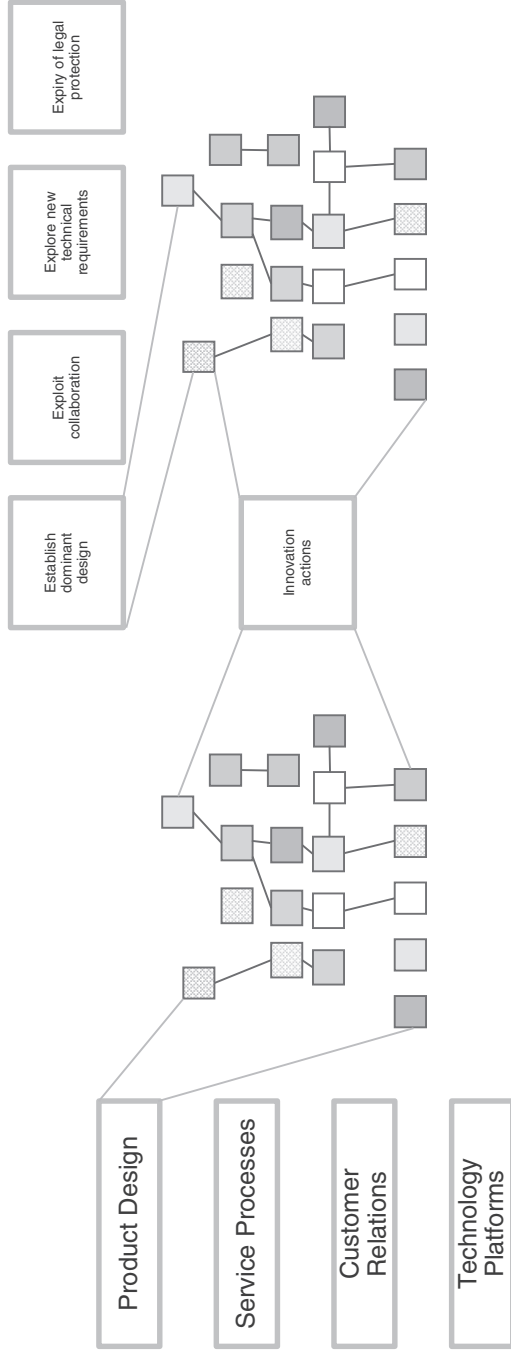 Product Design
Service Processes
Customer
Relations
Technology
Platforms
Innovation
actions
Establish
dominant
design
Exploit
collaboration
Explore new
technical
requirements
Expiry of legal
protection